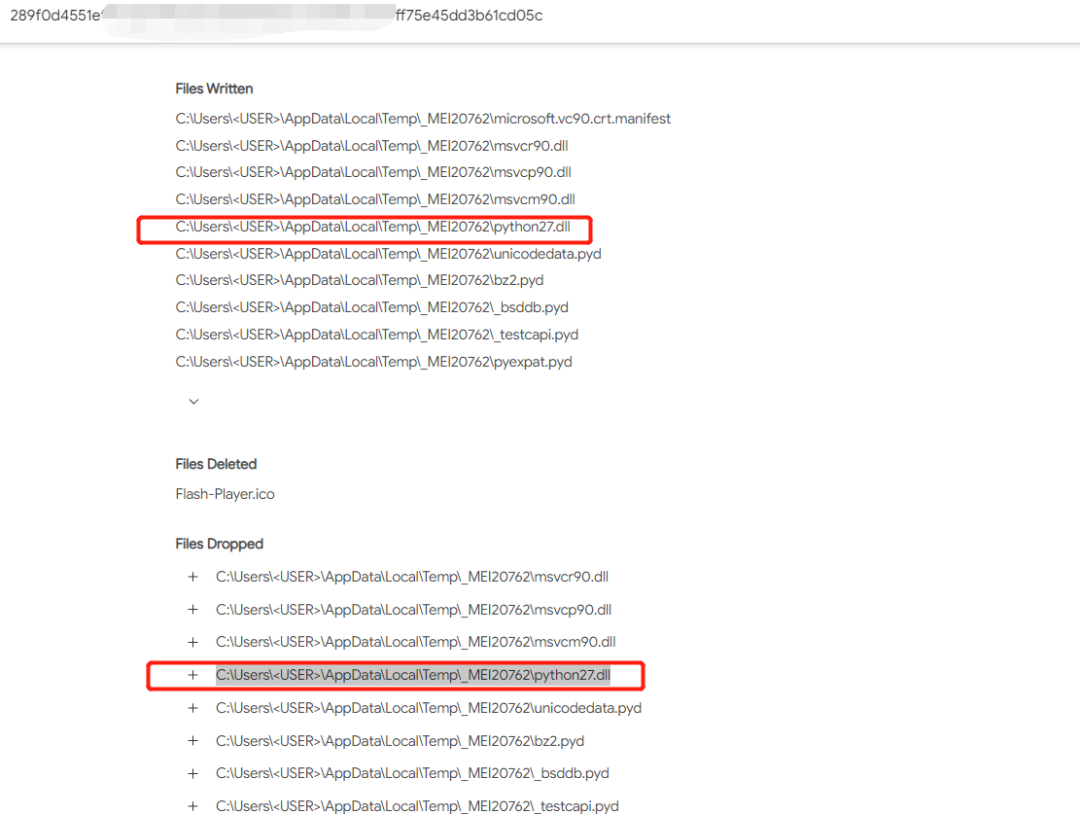 289f0d4551e ff75e45dd3b61cd05c
Files Written
C:\Users\<USER>\AppData\Local\Temp\_MEI20762\microsoft.vc90.crt.manifest
C:\Users\<USER>\AppData\Local\Temp\_MEI20762\msvcr90.dll
C:\Users\<USER>\AppData\Local\Temp\_MEI20762\msvcp90.dll
C:\Users\<USER>\AppData\Local\Temp\_MEI20762\msvcm90.dll
C:\Users\<USER>\AppData\Local\Temp\_MEI20762\python27.dll
C:\Users\<USER>\AppData\Local\Temp\_MEI20762\unicodedata.pyd
C:\Users\<USER>\AppData\Local\Temp\_MEI20762\bz2.pyd
C:\Users\<USER>\AppData\Local\Temp\_MEI20762\_bsddb.pyd
C:\Users\<USER>\AppData\Local\Temp\_MEI20762\_testcapi.pyd
C:\Users\<USER>\AppData\Local\Temp\_MEI20762\pyexpat.pyd
Files Deleted
Flash-Player.ico
Files Dropped
+ C:\Users\<USER>\AppData\Local\Temp\_MEI20762\msvcr90.dll
+ C:\Users\<USER>\AppData\Local\Temp\_MEI20762\msvcp90.dll
+ C:\Users\<USER>\AppData\Local\Temp\_MEI20762\msvcm90.dll
+ C:\Users\<USER>\AppData\Local\Temp\_MEI20762\python27.dll
+ C:\Users\<USER>\AppData\Local\Temp\_MEI20762\unicodedata.pyd
+ C:\Users\<USER>\AppData\Local\Temp\_MEI20762\bz2.pyd
+ C:\Users\<USER>\AppData\Local\Temp\_MEI20762\_bsddb.pyd
+ C:\Users\<USER>\AppData\Local\Temp\_MEI20762\_testcapi.pyd